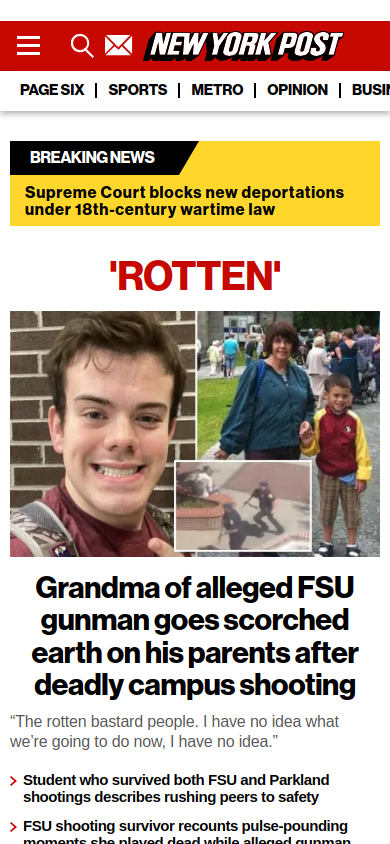 NEW YORK POST
PAGE SIX | SPORTS | METRO | OPINION | BUSIN
BREAKING NEWS
Supreme Court blocks new deportations
under 18th-century wartime law
'ROTTEN'
Grandma of alleged FSU
gunman goes scorched
earth on his parents after
deadly campus shooting
“The rotten bastard people. I have no idea what
we’re going to do now, I have no idea.”
Student who survived both FSU and Parkland
shootings describes rushing peers to safety
FSU shooting survivor recounts pulse-pounding
moments she played dead while alleged gunman